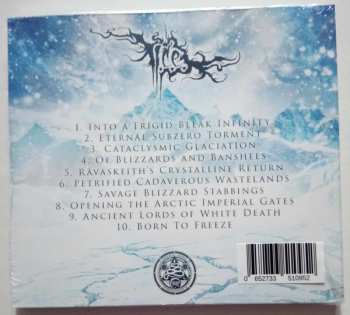 1. Into A Frigid Bleak Infinity
2. Eternal Subzero Torment
3. Cataclysmic Glaciation
4. Of Blizzards and Banshees
5. Ravaskeith's Crystalline Return
6. Petrified Cadaverous Wastelands
7. Savage Blizzard Stabbings
8. Opening the Arctic Imperial Gates
9. Ancient Lords of White Death
10. Born To Freeze